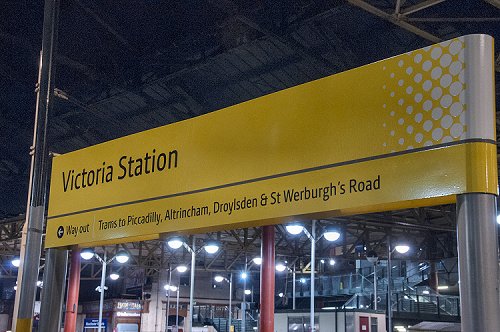 Victoria Station
Way out Trams to Piccadilly, Altrincham, Droylsden & St Werburgh's Road